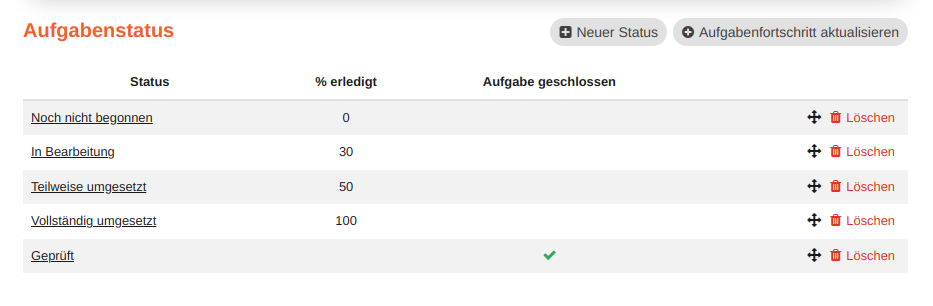 Aufgabenstatus
Neuer Status
Aufgabenfortschritt aktualisieren
Status % erledigt Aufgabe geschlossen
Noch nicht begonnen 0 Löschen
In Bearbeitung 30 Löschen
Teilweise umgesetzt 50 Löschen
Vollständig umgesetzt 100 Löschen
Geprüft Löschen